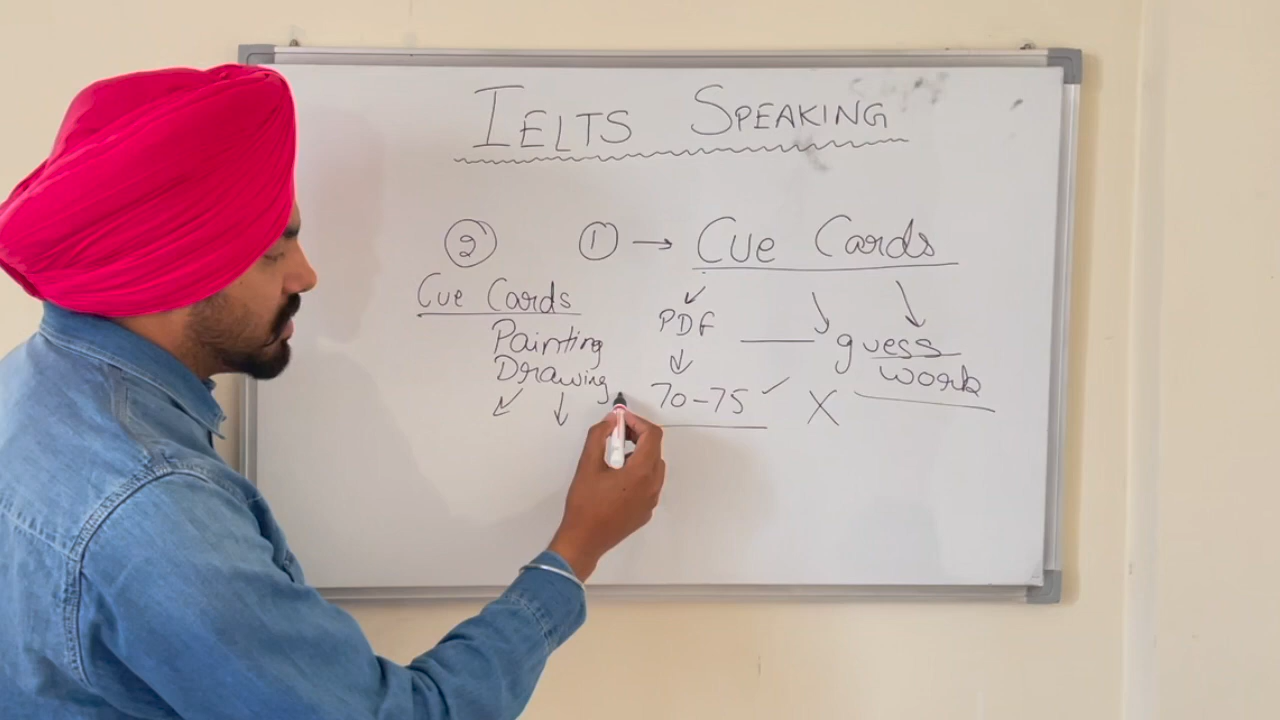 IELTS SPEAKING
② ① → Cue Cards
Cue Cards
Painting
Drawing
PDF
70-75 ✓
guess
work
X